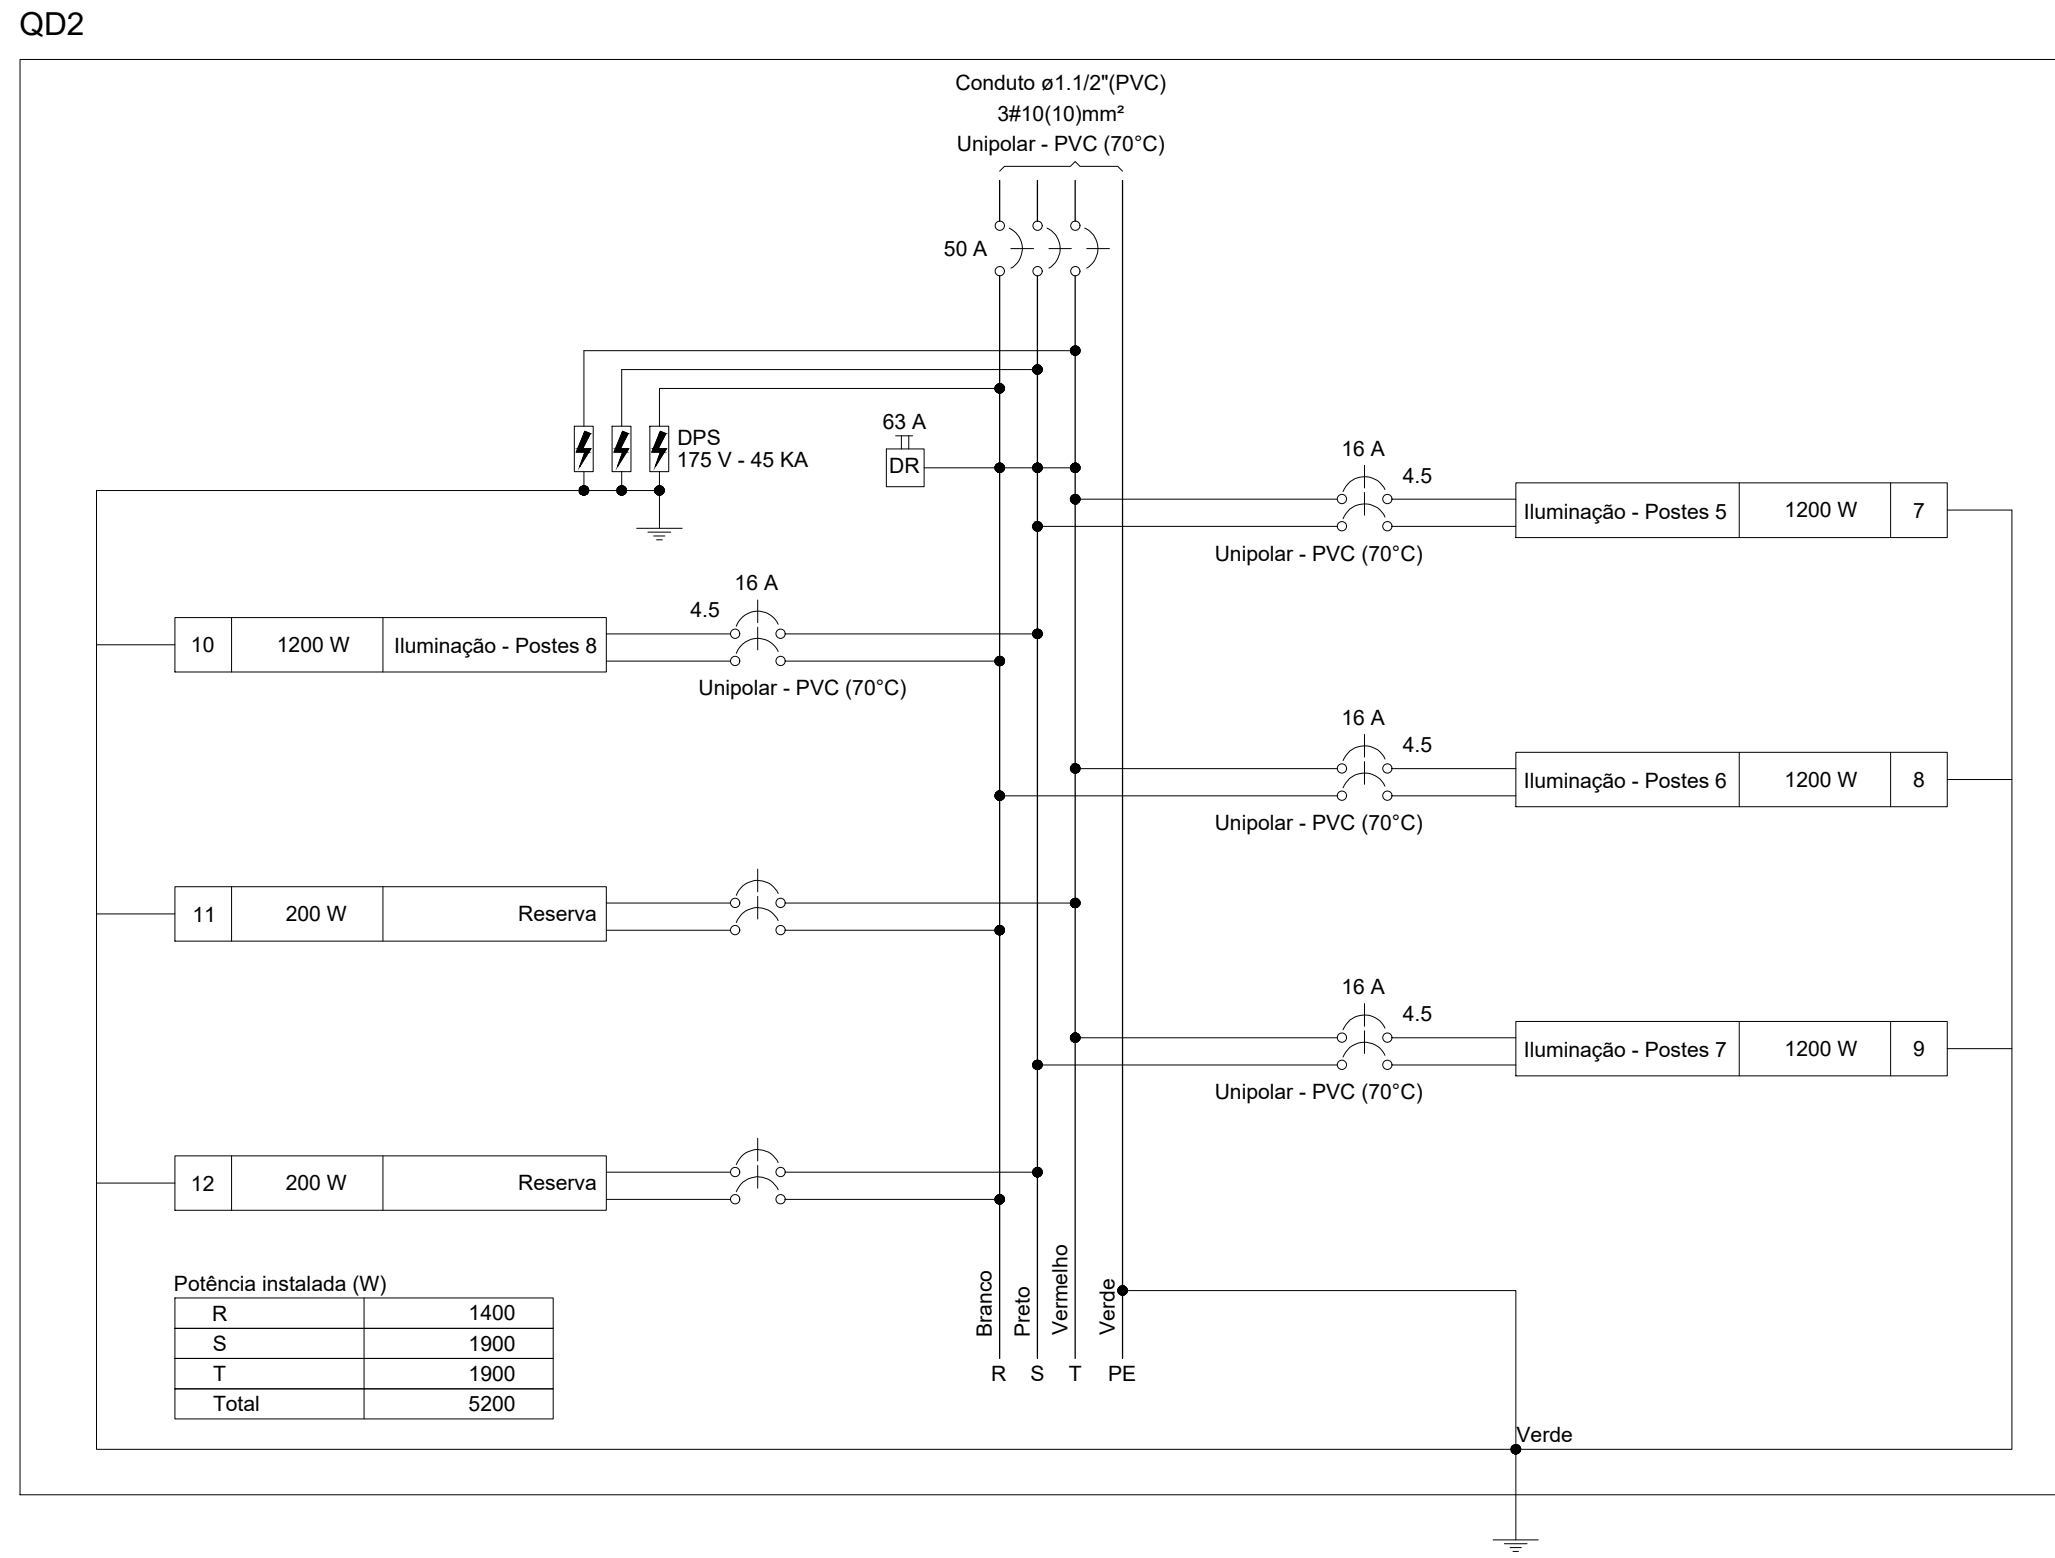 QD2
Conduto ø1.1/2"(PVC)
3#10(10)mm²
Unipolar - PVC (70°C)
50 A
DPS
175 V - 45 KA
63 A
DR
16 A
4.5
Iluminação - Postes 5 1200 W 7
Unipolar - PVC (70°C)
16 A
4.5
10 1200 W Iluminação - Postes 8
Unipolar - PVC (70°C)
16 A
4.5
Iluminação - Postes 6 1200 W 8
Unipolar - PVC (70°C)
11 200 W Reserva
16 A
4.5
Iluminação - Postes 7 1200 W 9
Unipolar - PVC (70°C)
12 200 W Reserva
Potência instalada (W)
R 1400
S 1900
T 1900
Total 5200
Branco
Preto
Vermelho
Verde
R S T PE
Verde